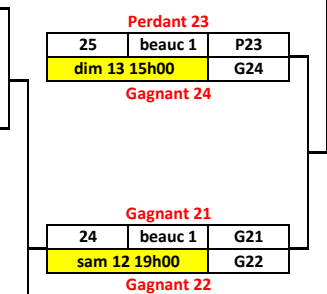 Perdant 23
25 beauc 1 P23
dim 13 15h00 G24
Gagnant 24
Gagnant 21
24 beauc 1 G21
sam 12 19h00 G22
Gagnant 22